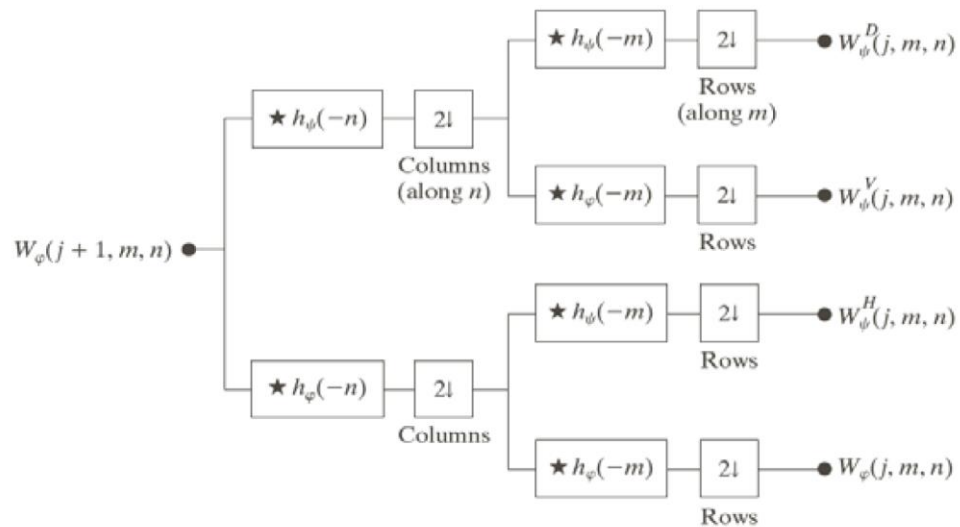 ★ h_ψ(−m)
2↓
W_ψ^D(j, m, n)
Rows
(along m)
★ h_ψ(−n)
2↓
Columns
(along n)
★ h_φ(−m)
2↓
W_ψ^V(j, m, n)
Rows
W_φ(j + 1, m, n)
★ h_ψ(−m)
2↓
W_ψ^H(j, m, n)
Rows
★ h_φ(−n)
2↓
Columns
★ h_φ(−m)
2↓
W_φ(j, m, n)
Rows